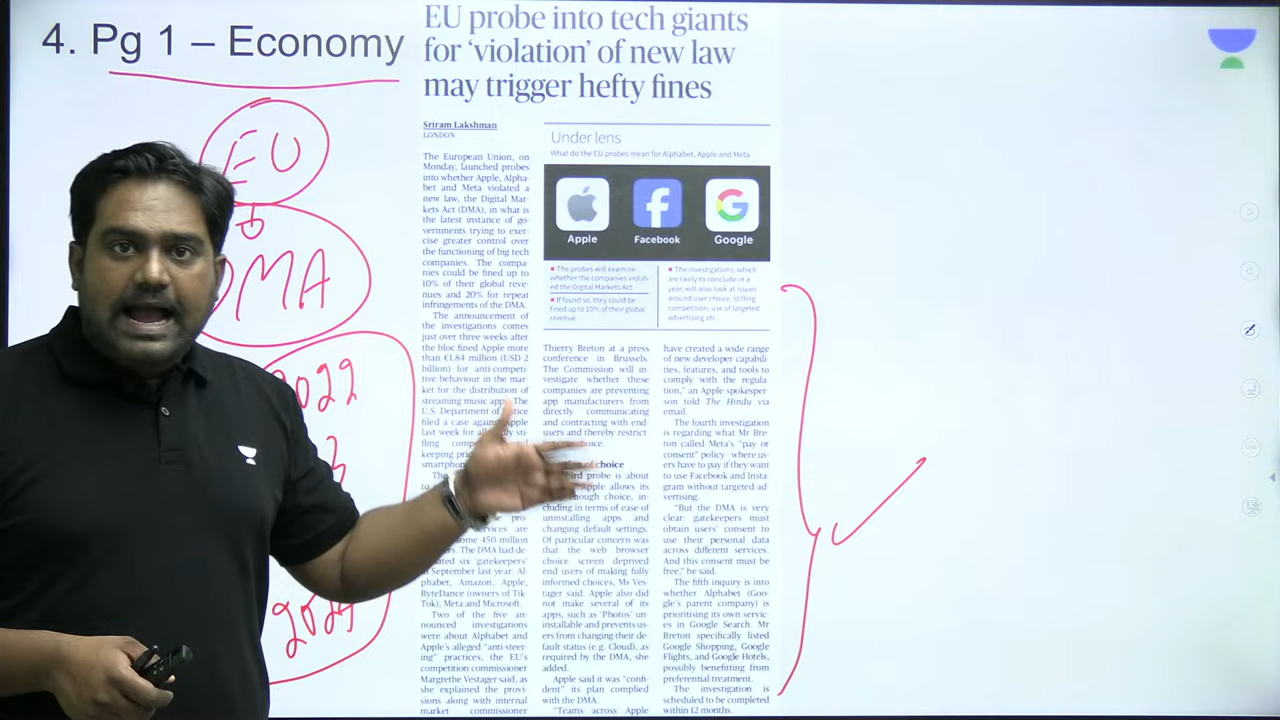 4. Pg 1 – Economy
EU
DMA
2022
EU probe into tech giants
for ‘violation’ of new law
may trigger hefty fines
Sriram Lakshman
LONDON
The European Union, on
Monday, launched probes
into whether Apple, Alpha-
bet and Meta violated a
new law, the Digital Mar-
kets Act (DMA), in what is
the latest instance of go-
vernments trying to exer-
cise greater control over
the functioning of big tech
companies. The compa-
nies could be fined up to
10% of their global reve-
nues and 20% for repeat
infringements of the DMA.
The announcement of
the investigations comes
just over three weeks after
the bloc fined Apple more
than €1.84 million (USD 2
billion) for anti-competi-
tive behaviour in the mar-
ket for the distribution of
streaming music apps. The
U.S. Department of
filed a case against Apple
last week for
fling
keeping
smartphon
450 million
The DMA had de-
six ‘gatekeepers’
September last year: Al-
phabet, Amazon, Apple,
ByteDance (owners of Tik
Tok), Meta and Microsoft.
Two of the five an-
nounced investigations
were about Alphabet and
Apple's alleged “anti-steer-
ing” practices, the EU's
competition commissioner
Margrethe Vestager said, as
she explained the provi-
sions along with internal
market commissioner
Under lens
What do the EU probes mean for Alphabet, Apple and Meta
Apple
Facebook
Google
The probes will examine
whether the companies violat-
ed the Digital Markets Act
If found so, they could be
fined up to 10% of their global
revenue
The investigations, which
are likely to conclude in a
year, will also look at issues
around user choice, stifling
competition, use of targeted
advertising etc.
Thierry Breton at a press
conference in Brussels.
The Commission will in-
vestigate whether these
companies are preventing
app manufacturers from
directly communicating
and contracting with end
users and thereby restrict-
choice.
of choice
third probe is about
Apple allows its
enough choice, in-
cluding in terms of ease of
uninstalling apps and
changing default settings.
Of particular concern was
that the web browser
choice screen deprived
end users of making fully
informed choices, Ms Ves-
tager said. Apple also did
not make several of its
apps, such as ‘Photos’ un-
installable and prevents us-
ers from changing their de-
fault status (e.g. Cloud), as
required by the DMA, she
added.
Apple said it was “confi-
dent” its plan complied
with the DMA.
“Teams across Apple
have created a wide range
of new developer capabili-
ties, features, and tools to
comply with the regula-
tion,” an Apple spokesper-
son told The Hindu via
email.
The fourth investigation
is regarding what Mr Bre-
ton called Meta's “pay or
consent” policy – where us-
ers have to pay if they want
to use Facebook and Insta-
gram without targeted ad-
vertising.
“But the DMA is very
clear: gatekeepers must
obtain users' consent to
use their personal data
across different services.
And this consent must be
free,” he said.
The fifth inquiry is into
whether Alphabet (Goo-
gle's parent company) is
prioritising its own servic-
es in Google Search. Mr
Breton specifically listed
Google Shopping, Google
Flights, and Google Hotels,
possibly benefitting from
preferential treatment.
The investigation is
scheduled to be completed
within 12 months.